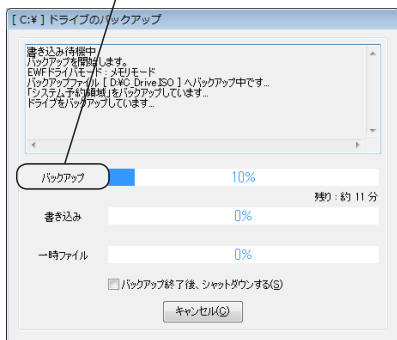 [ C:¥ ] ドライブのバックアップ
書き込み待機中
バックアップを開始します。
EWFドライバモード : メモリモード
バックアップファイル [ D:¥C_Drive.ISO ] へバックアップ中です...
「システム予約領域」をバックアップしています...
ドライブをバックアップしています...
バックアップ
10%
残り : 約 11 分
書き込み
0%
一時ファイル
0%
バックアップ終了後、シャットダウンする(S)
キャンセル(C)